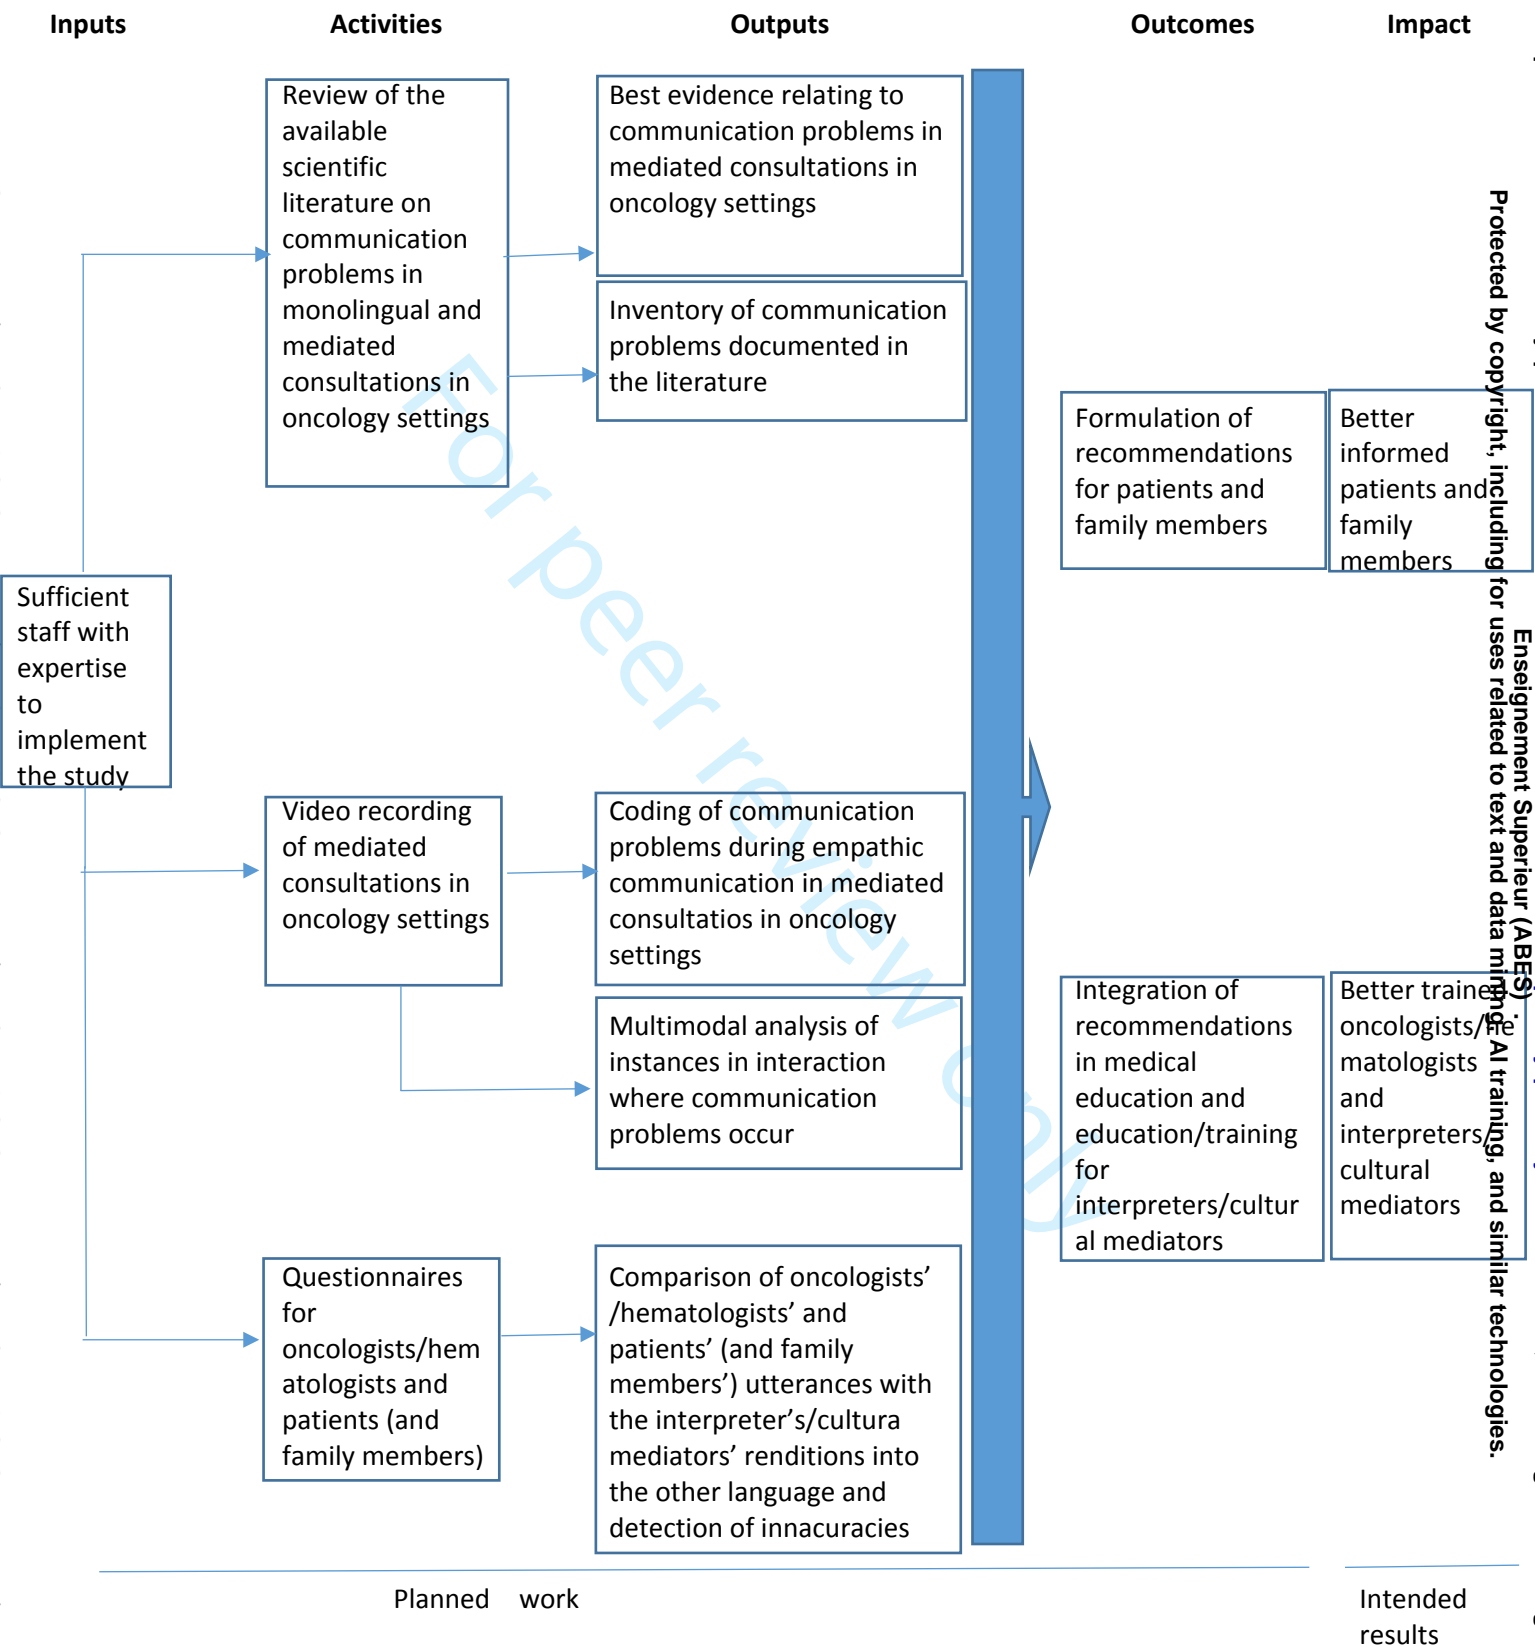 Inputs
Activities
Outputs
Outcomes
Impact
Sufficient
staff with
expertise
to
implement
the study
Review of the
available
scientific
literature on
communication
problems in
monolingual and
mediated
consultations in
oncology settings
Video recording
of mediated
consultations in
oncology settings
Questionnaires
for
oncologists/hem
atologists and
patients (and
family members)
Best evidence relating to
communication problems in
mediated consultations in
oncology settings
Inventory of communication
problems documented in
the literature
Coding of communication
problems during empathic
communication in mediated
consultatios in oncology
settings
Multimodal analysis of
instances in interaction
where communication
problems occur
Comparison of oncologists’
/hematologists’ and
patients’ (and family
members’) utterances with
the interpreter’s/cultura
mediators’ renditions into
the other language and
detection of innacuracies
Formulation of
recommendations
for patients and
family members
Integration of
recommendations
in medical
education and
education/training
for
interpreters/cultur
al mediators
Better
informed
patients and
family
members
Better trained
oncologists/he
matologists
and
interpreters/
cultural
mediators
Planned work
Intended
results
For peer review only
Enseignement Superieur (ABES) .
Protected by copyright, including for uses related to text and data mining, AI training, and similar technologies.